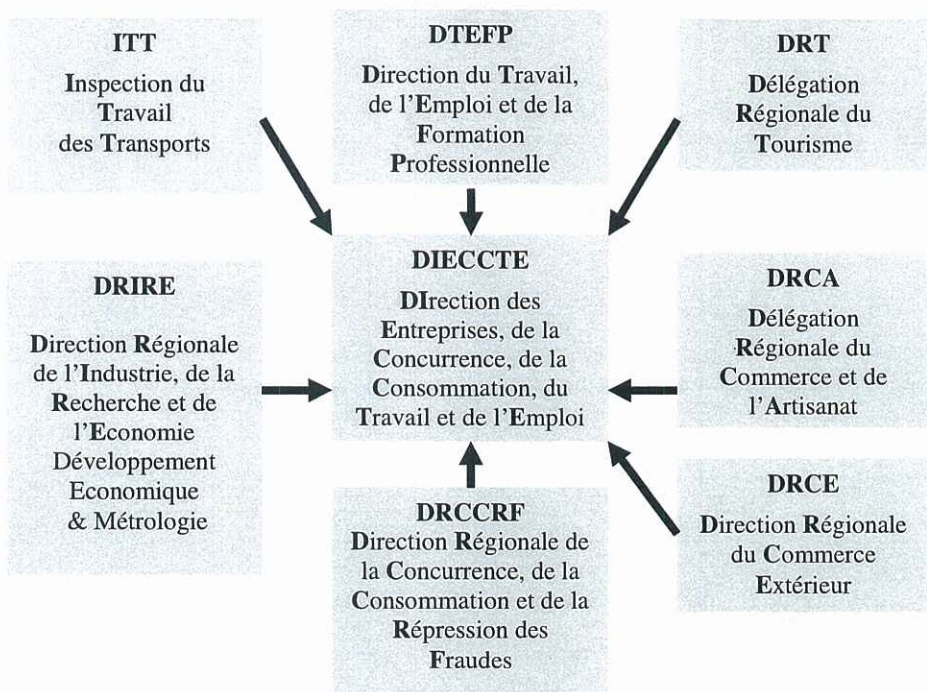 ITT
Inspection du
Travail
des Transports
DTEFP
Direction du Travail,
de l'Emploi et de la
Formation
Professionnelle
DRT
Délégation
Régionale du
Tourisme
DRIRE
Direction Régionale
de l'Industrie, de la
Recherche et de
l'Economie
Développement
Economique
& Métrologie
DIECCTE
DIrection des
Entreprises, de la
Concurrence, de la
Consommation, du
Travail et de l'Emploi
DRCA
Délégation
Régionale du
Commerce et de
l'Artisanat
DRCCRF
Direction Régionale de
la Concurrence, de la
Consommation et de la
Répression des
Fraudes
DRCE
Direction Régionale
du Commerce
Extérieur